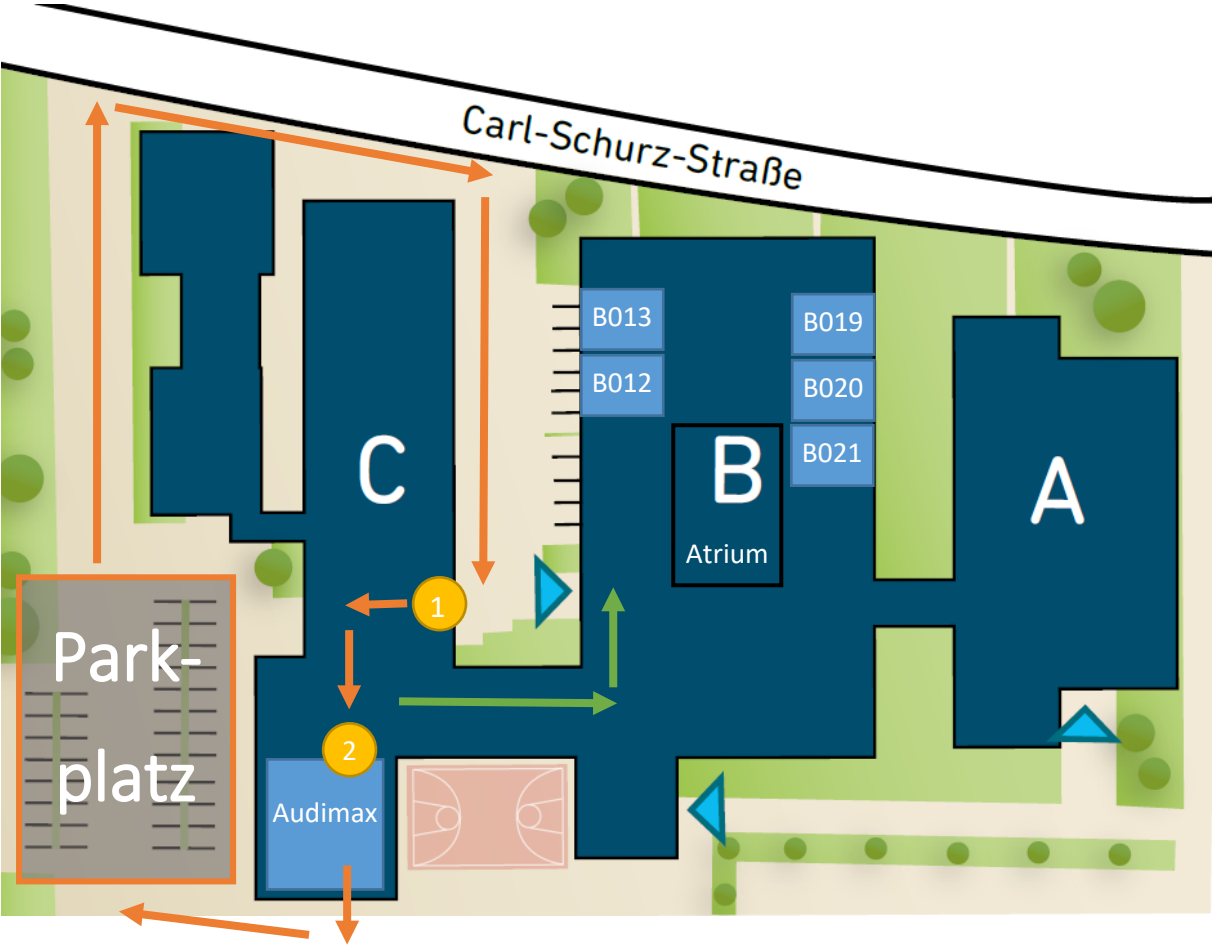 Carl-Schurz-Straße
B013
B019
B012
B020
B021
C
B
A
Atrium
1
Park-
platz
2
Audimax